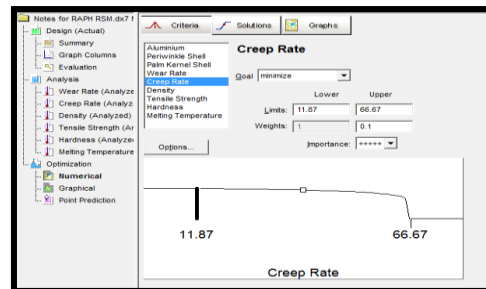 Notes for RAPH RSM.dx7 f
Design (Actual)
Summary
Graph Columns
Evaluation
Analysis
Wear Rate (Analyze
Creep Rate (Analyz
Density (Analyzed)
Tensile Strength (Ar
Hardness (Analyzed
Melting Temperature
Optimization
Numerical
Graphical
Point Prediction
Criteria
Solutions
Graphs
Aluminium
Periwinkle Shell
Palm Kernel Shell
Wear Rate
Creep Rate
Density
Tensile Strength
Hardness
Melting Temperature
Options...
Creep Rate
Goal minimize
Lower Upper
Limits: 11.87 66.67
Weights: 1 0.1
Importance: +++++
11.87 66.67
Creep Rate